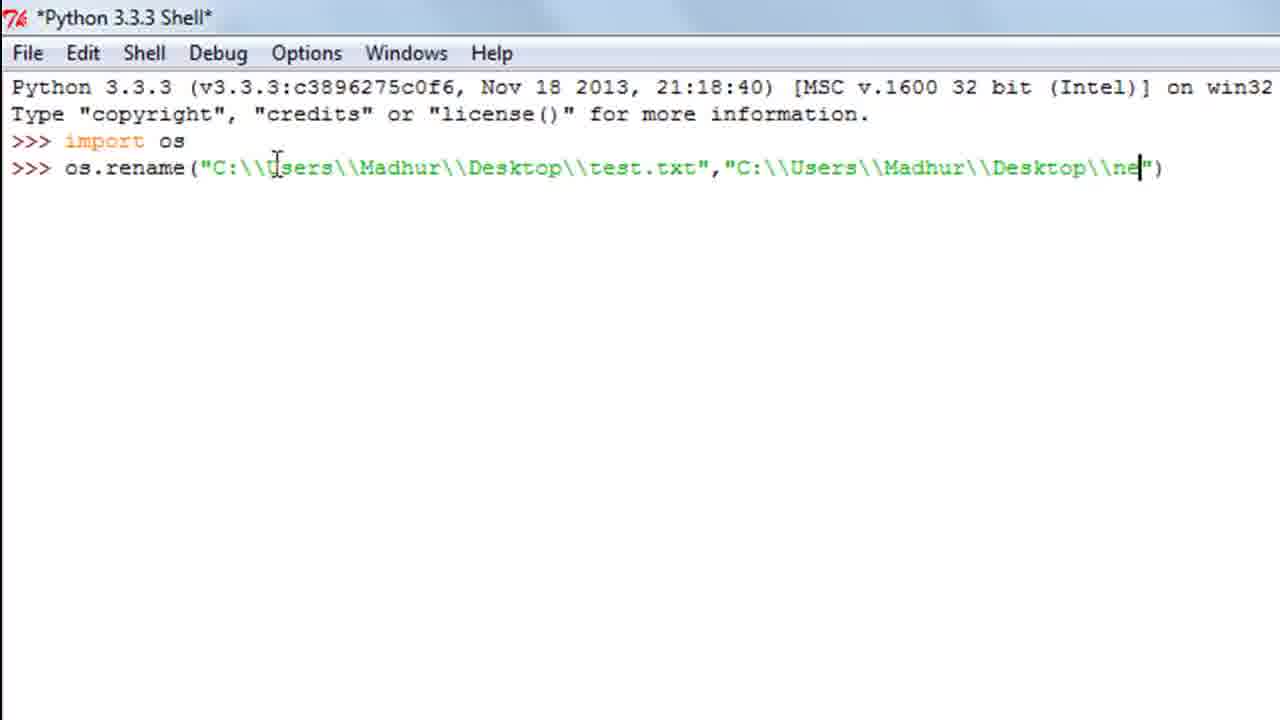 *Python 3.3.3 Shell*
File Edit Shell Debug Options Windows Help
Python 3.3.3 (v3.3.3:c3896275c0f6, Nov 18 2013, 21:18:40) [MSC v.1600 32 bit (Intel)] on win32
Type "copyright", "credits" or "license()" for more information.
>>> import os
>>> os.rename("C:\\Users\\Madhur\\Desktop\\test.txt","C:\\Users\\Madhur\\Desktop\\ne")